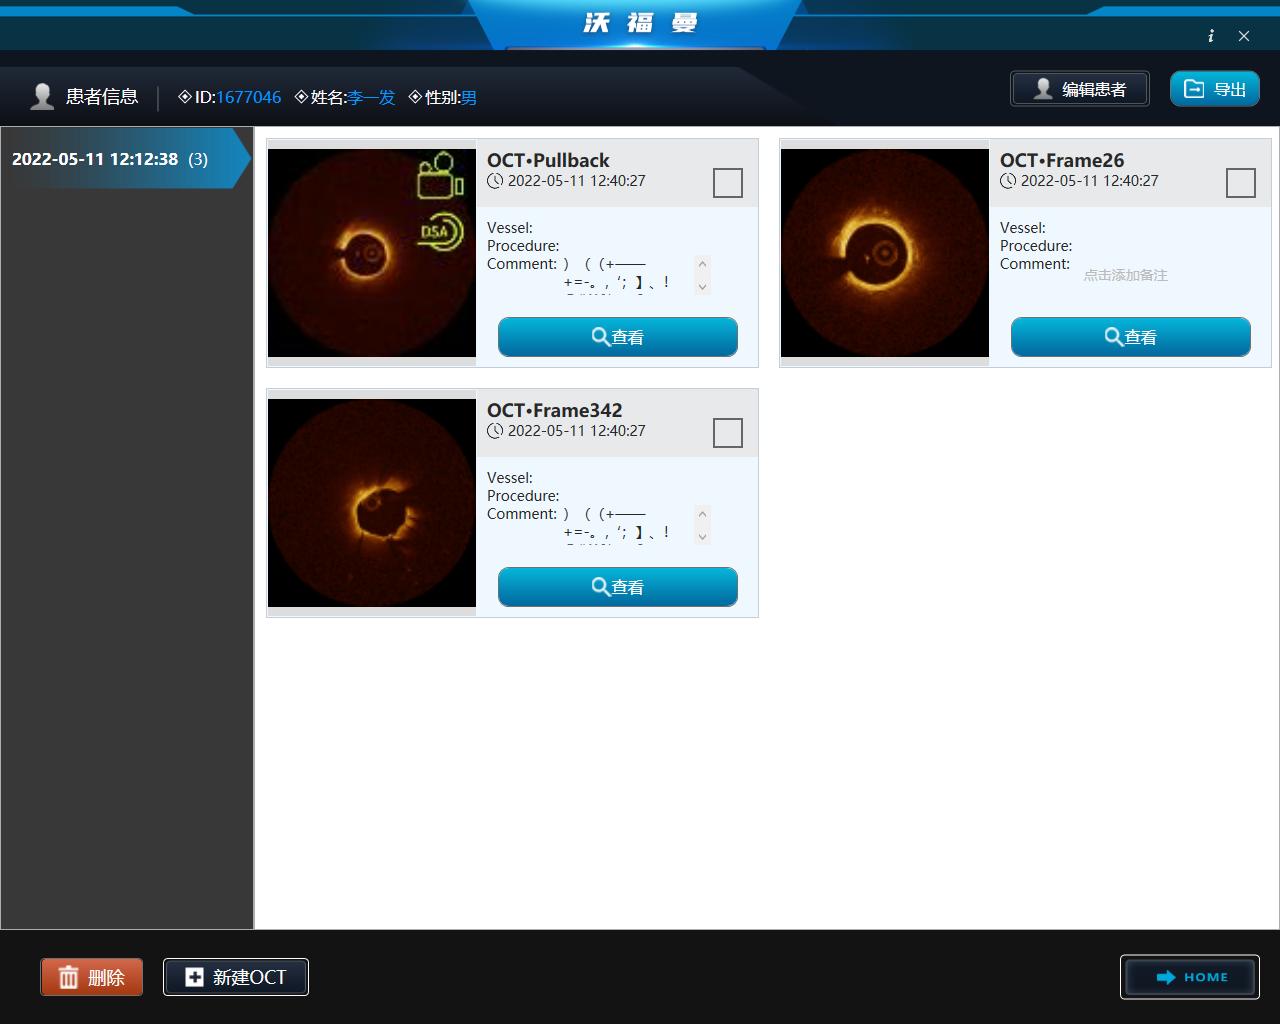 沃福曼
患者信息 ID:1677046 姓名:李一发 性别:男
编辑患者 导出
2022-05-11 12:12:38 (3)
DSA
OCT•Pullback
2022-05-11 12:40:27
Vessel:
Procedure:
Comment: ）（（+——
+=-。, ‘; 】、!
查看
OCT•Frame26
2022-05-11 12:40:27
Vessel:
Procedure:
Comment:
点击添加备注
查看
OCT•Frame342
2022-05-11 12:40:27
Vessel:
Procedure:
Comment: ）（（+——
+=-。, ‘; 】、!
查看
删除 新建OCT HOME